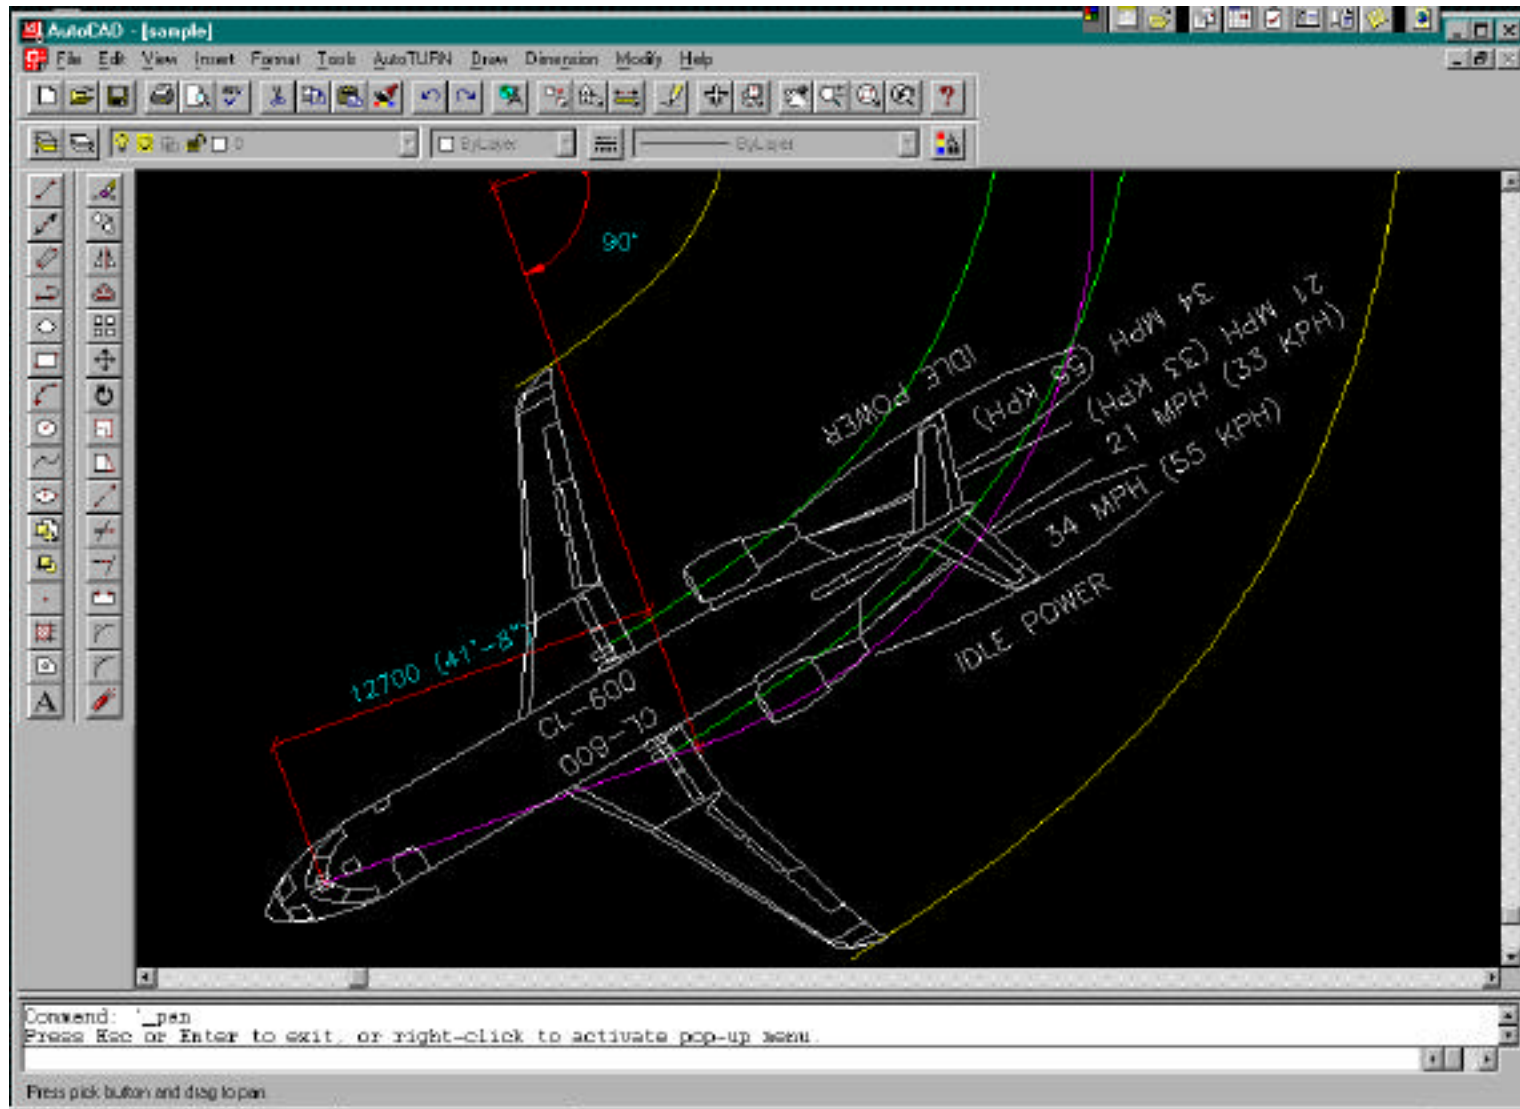 AutoCAD - [sample]
File Edit View Insert Format Tools AutoTURN Draw Dimension Modify Help
0 ByLayer ByLayer
90°
34 MPH (55 KPH)
21 MPH (33 KPH)
IDLE POWER
21 MPH (33 KPH)
34 MPH (55 KPH)
IDLE POWER
12700 (41'-8")
CL-600
CL-600
A
Command: '_pan
Press Esc or Enter to exit, or right-click to activate pop-up menu.
Press pick button and drag to pan.